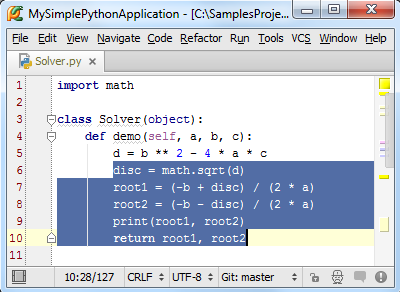 MySimplePythonApplication - [C:\SamplesProje...
File Edit View Navigate Code Refactor Run Tools VCS Window Help
Solver.py
1 import math
2
3 class Solver(object):
4 def demo(self, a, b, c):
5 d = b ** 2 - 4 * a * c
6 disc = math.sqrt(d)
7 root1 = (-b + disc) / (2 * a)
8 root2 = (-b - disc) / (2 * a)
9 print(root1, root2)
10 return root1, root2
10:28/127 CRLF UTF-8 Git: master